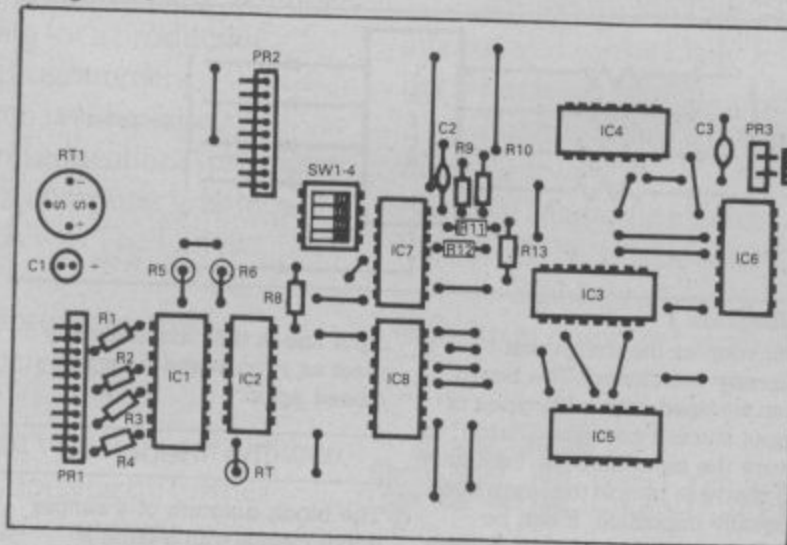 PR2
RT1
SW1-4
C2
R9
R10
IC4
C3
PR3
C1
R5
R6
R8
IC7
R11
R12
R13
IC3
IC6
R1
R2
R3
R4
PR1
IC1
IC2
RT
IC8
IC5